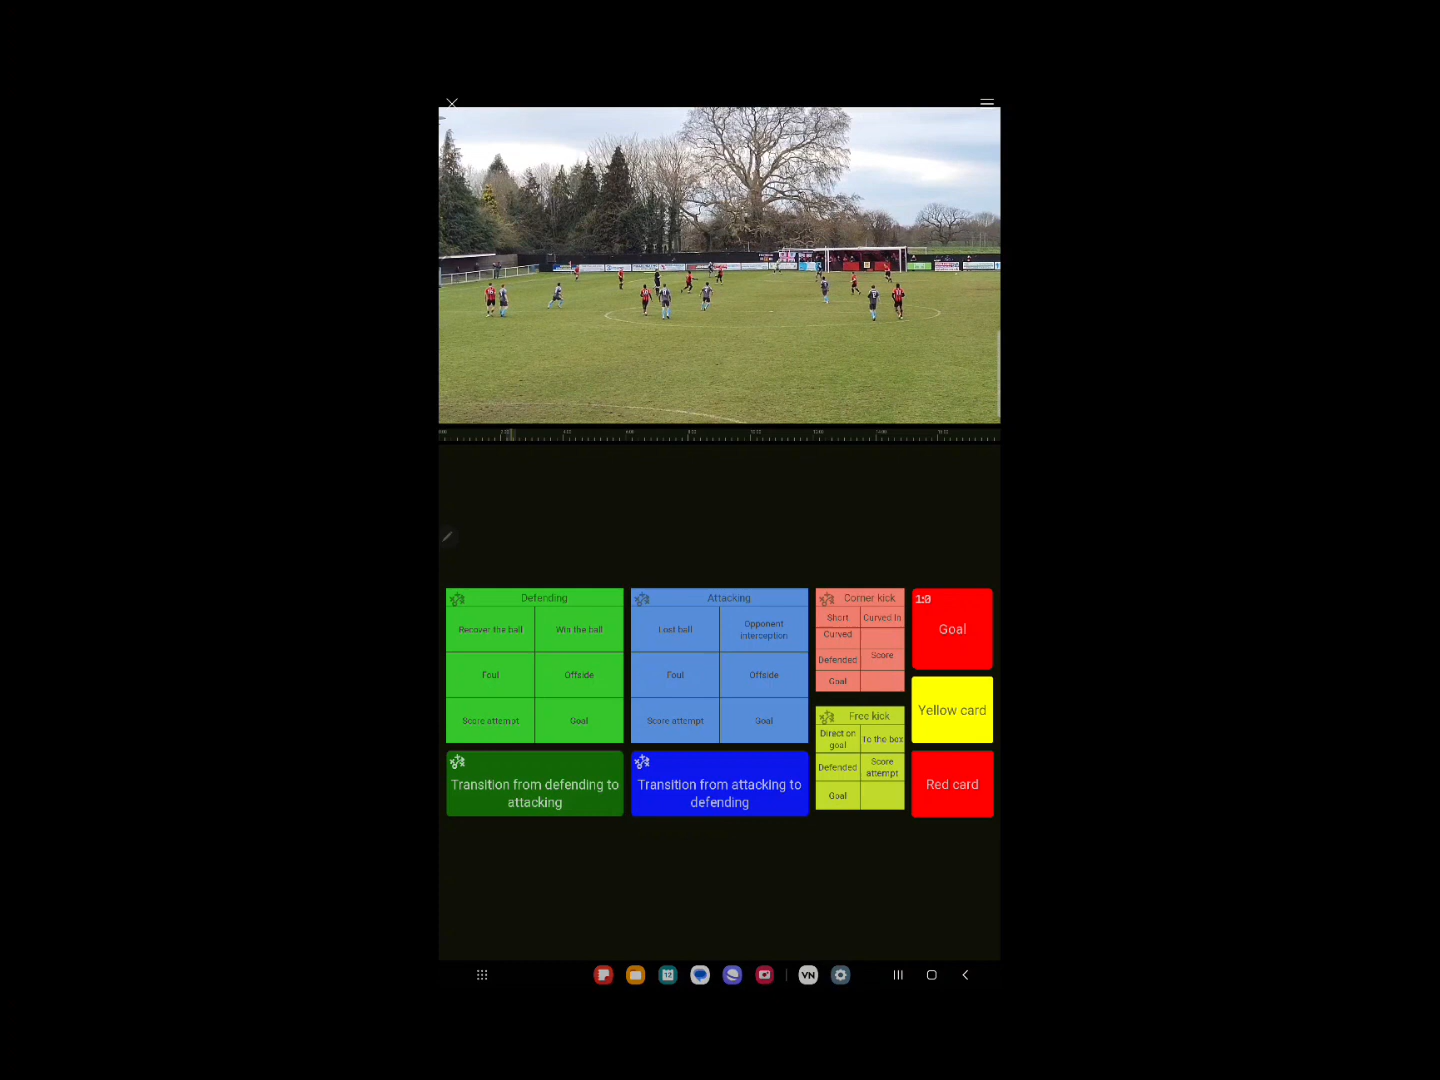 Defending
Recover the ball
Win the ball
Foul
Offside
Score attempt
Goal
Transition from defending to
attacking
Attacking
Lost ball
Opponent
interception
Foul
Offside
Score attempt
Goal
Transition from attacking to
defending
Corner kick
Short
Curved In
Curved
Defended
Score
Goal
Free kick
Direct on
goal
To the box
Defended
Score
attempt
Goal
1:0
Goal
Yellow card
Red card
12
VN